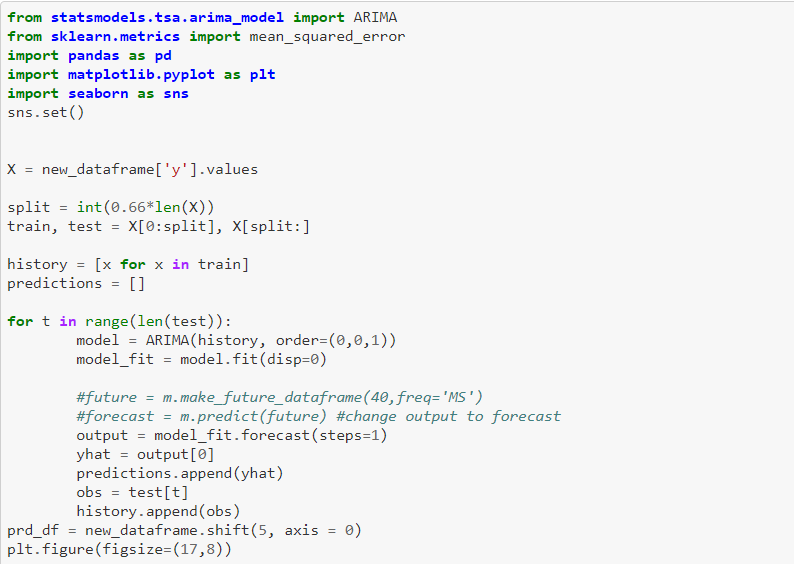 from statsmodels.tsa.arima_model import ARIMA
from sklearn.metrics import mean_squared_error
import pandas as pd
import matplotlib.pyplot as plt
import seaborn as sns
sns.set()
X = new_dataframe['y'].values
split = int(0.66*len(X))
train, test = X[0:split], X[split:]
history = [x for x in train]
predictions = []
for t in range(len(test)):
        model = ARIMA(history, order=(0,0,1))
        model_fit = model.fit(disp=0)
        #future = m.make_future_dataframe(40,freq='MS')
        #forecast = m.predict(future) #change output to forecast
        output = model_fit.forecast(steps=1)
        yhat = output[0]
        predictions.append(yhat)
        obs = test[t]
        history.append(obs)
prd_df = new_dataframe.shift(5, axis = 0)
plt.figure(figsize=(17,8))